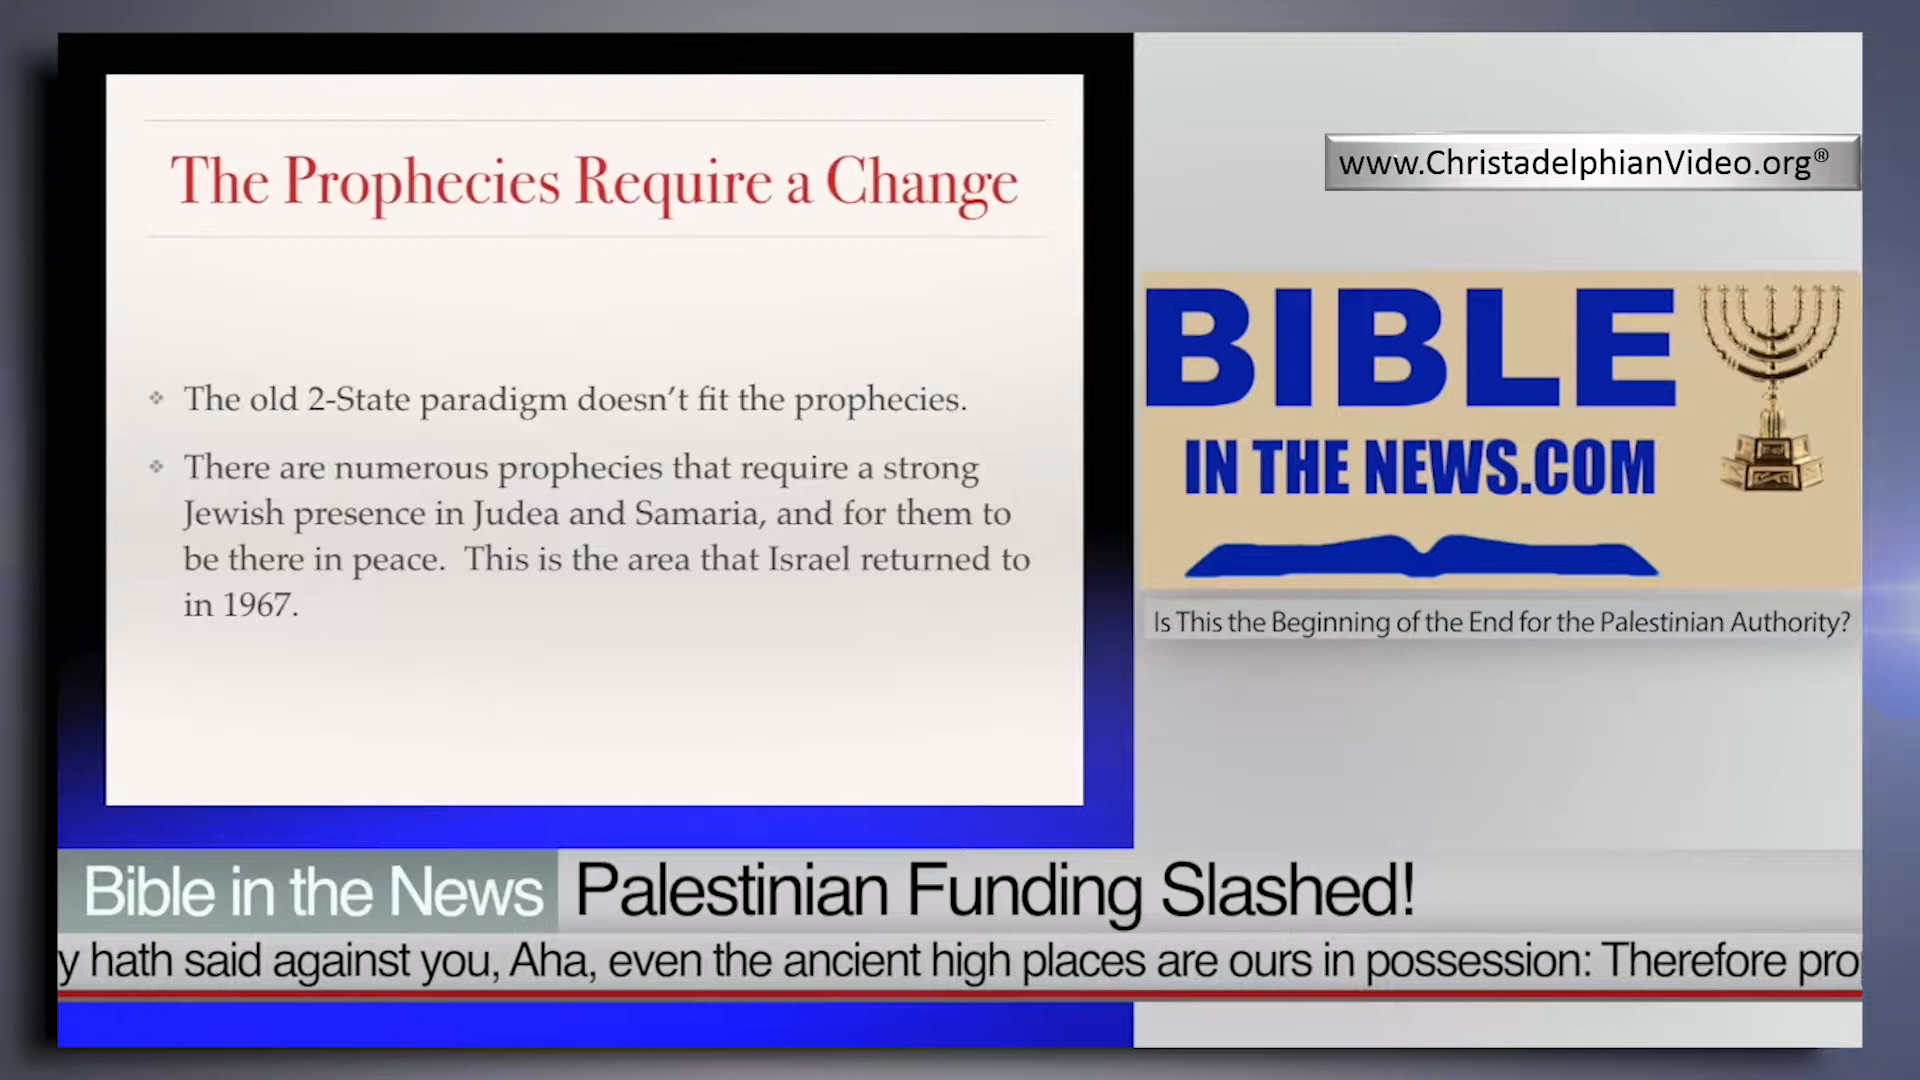 The Prophecies Require a Change
The old 2-State paradigm doesn't fit the prophecies.
There are numerous prophecies that require a strong
Jewish presence in Judea and Samaria, and for them to
be there in peace.  This is the area that Israel returned to
in 1967.
www.ChristadelphianVideo.org®
BIBLE
IN THE NEWS.COM
Is This the Beginning of the End for the Palestinian Authority?
Bible in the News
Palestinian Funding Slashed!
y hath said against you, Aha, even the ancient high places are ours in possession: Therefore pro